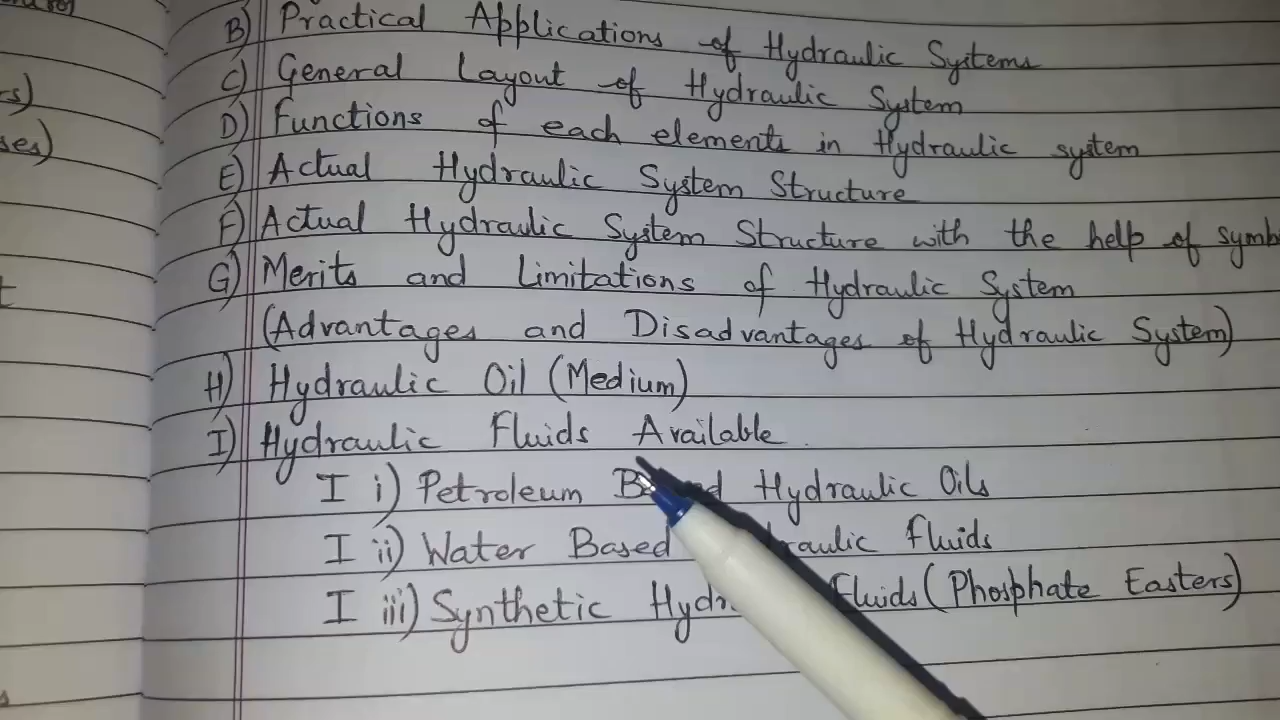 B) Practical Applications of Hydraulic Systems
C) General Layout of Hydraulic System
D) Functions of each elements in Hydraulic system
E) Actual Hydraulic System Structure
F) Actual Hydraulic System Structure with the help of symb
G) Merits and Limitations of Hydraulic System
(Advantages and Disadvantages of Hydraulic System)
H) Hydraulic Oil (Medium)
I) Hydraulic Fluids Available
I i) Petroleum Hydraulic Oils
I ii) Water Based fluids
I iii) Synthetic fluids (Phosphate Easters)